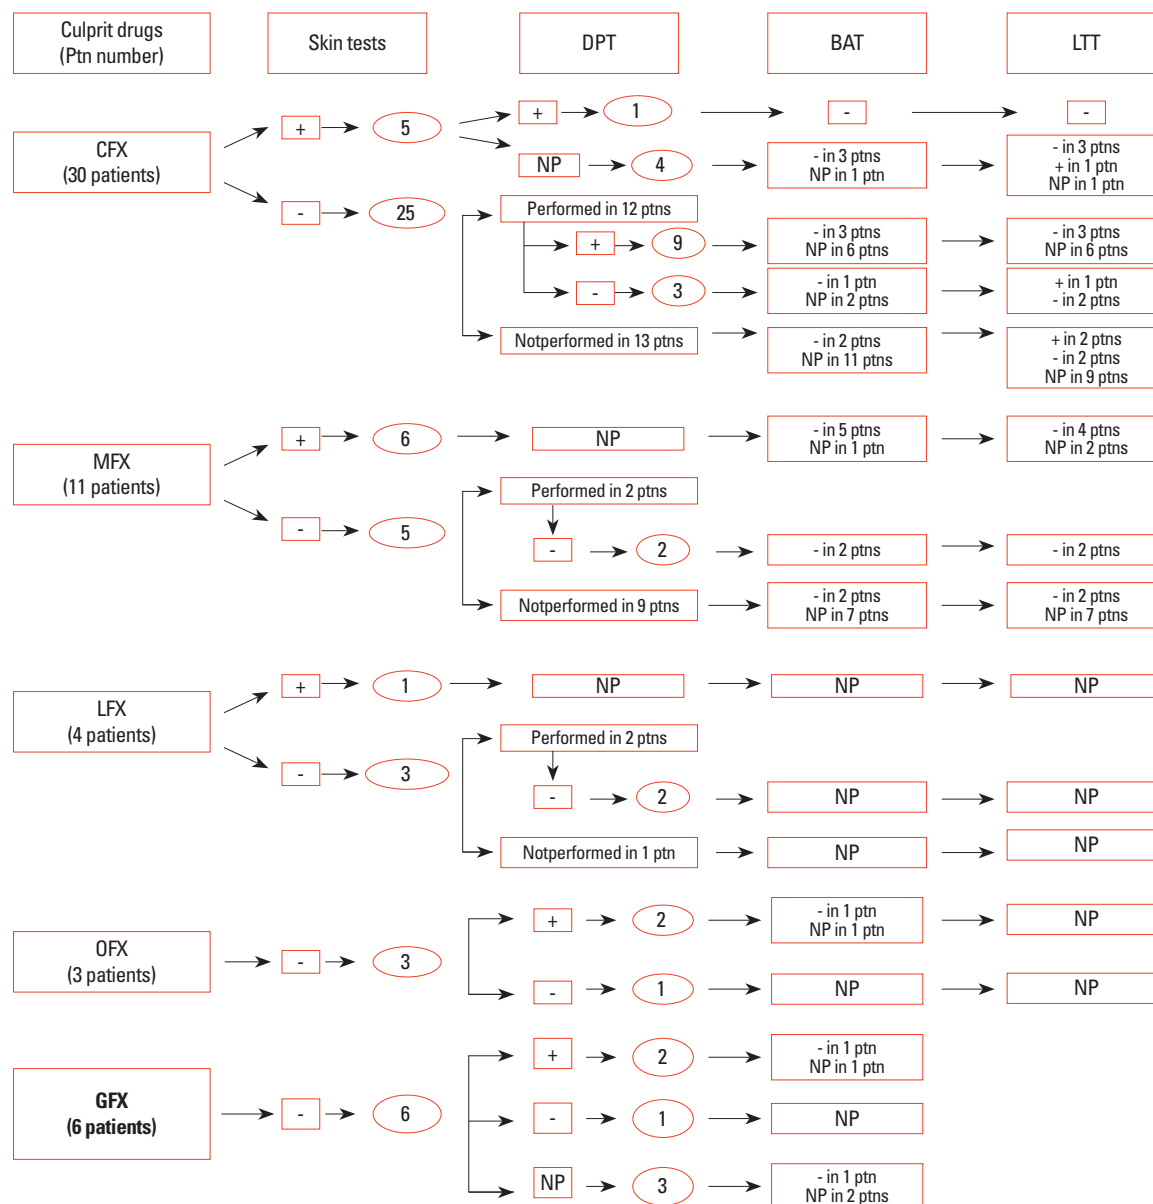 Culprit drugs
(Ptn number)
Skin tests
DPT
BAT
LTT
CFX
(30 patients)
+
5
+
1
-
-
NP
4
- in 3 ptns
NP in 1 ptn
- in 3 ptns
+ in 1 ptn
NP in 1 ptn
-
25
Performed in 12 ptns
+
9
- in 3 ptns
NP in 6 ptns
- in 3 ptns
NP in 6 ptns
-
3
- in 1 ptn
NP in 2 ptns
+ in 1 ptn
- in 2 ptns
Notperformed in 13 ptns
- in 2 ptns
NP in 11 ptns
+ in 2 ptns
- in 2 ptns
NP in 9 ptns
MFX
(11 patients)
+
6
NP
- in 5 ptns
NP in 1 ptn
- in 4 ptns
NP in 2 ptns
-
5
Performed in 2 ptns
-
2
- in 2 ptns
- in 2 ptns
Notperformed in 9 ptns
- in 2 ptns
NP in 7 ptns
- in 2 ptns
NP in 7 ptns
LFX
(4 patients)
+
1
NP
NP
NP
-
3
Performed in 2 ptns
-
2
NP
NP
Notperformed in 1 ptn
NP
NP
OFX
(3 patients)
-
3
+
2
- in 1 ptn
NP in 1 ptn
NP
-
1
NP
NP
GFX
(6 patients)
-
6
+
2
- in 1 ptn
NP in 1 ptn
-
1
NP
NP
3
- in 1 ptn
NP in 2 ptns